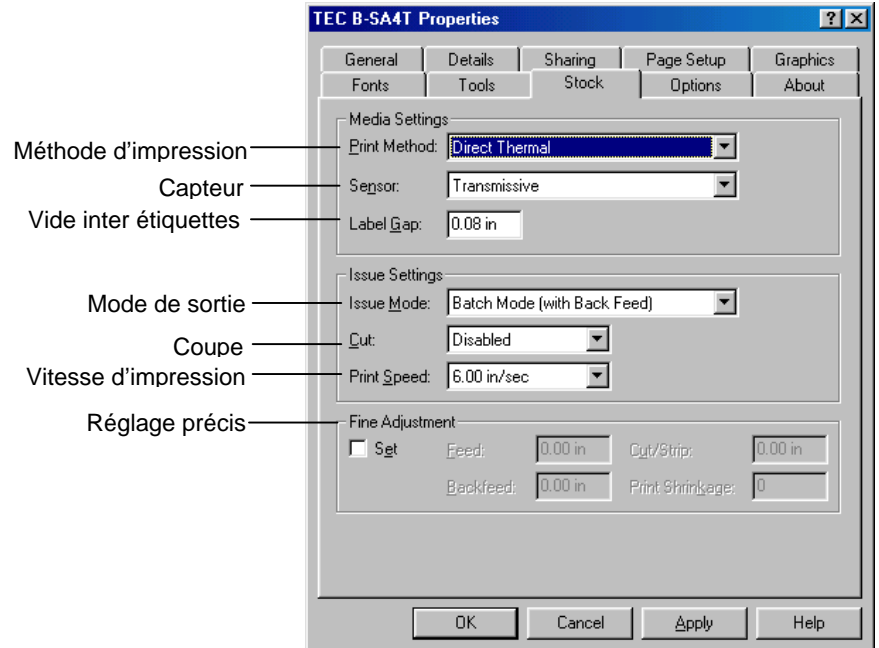 TEC B-SA4T Properties
General Details Sharing Page Setup Graphics
Fonts Tools Stock Options About
Media Settings
Méthode d'impression Print Method: Direct Thermal
Capteur Sensor: Transmissive
Vide inter étiquettes Label Gap: 0.08 in
Issue Settings
Mode de sortie Issue Mode: Batch Mode (with Back Feed)
Coupe Cut: Disabled
Vitesse d'impression Print Speed: 6.00 in/sec
Réglage précis Fine Adjustment
Set Feed: 0.00 in Cut/Strip: 0.00 in
Backfeed: 0.00 in Print Shrinkage: 0
OK Cancel Apply Help